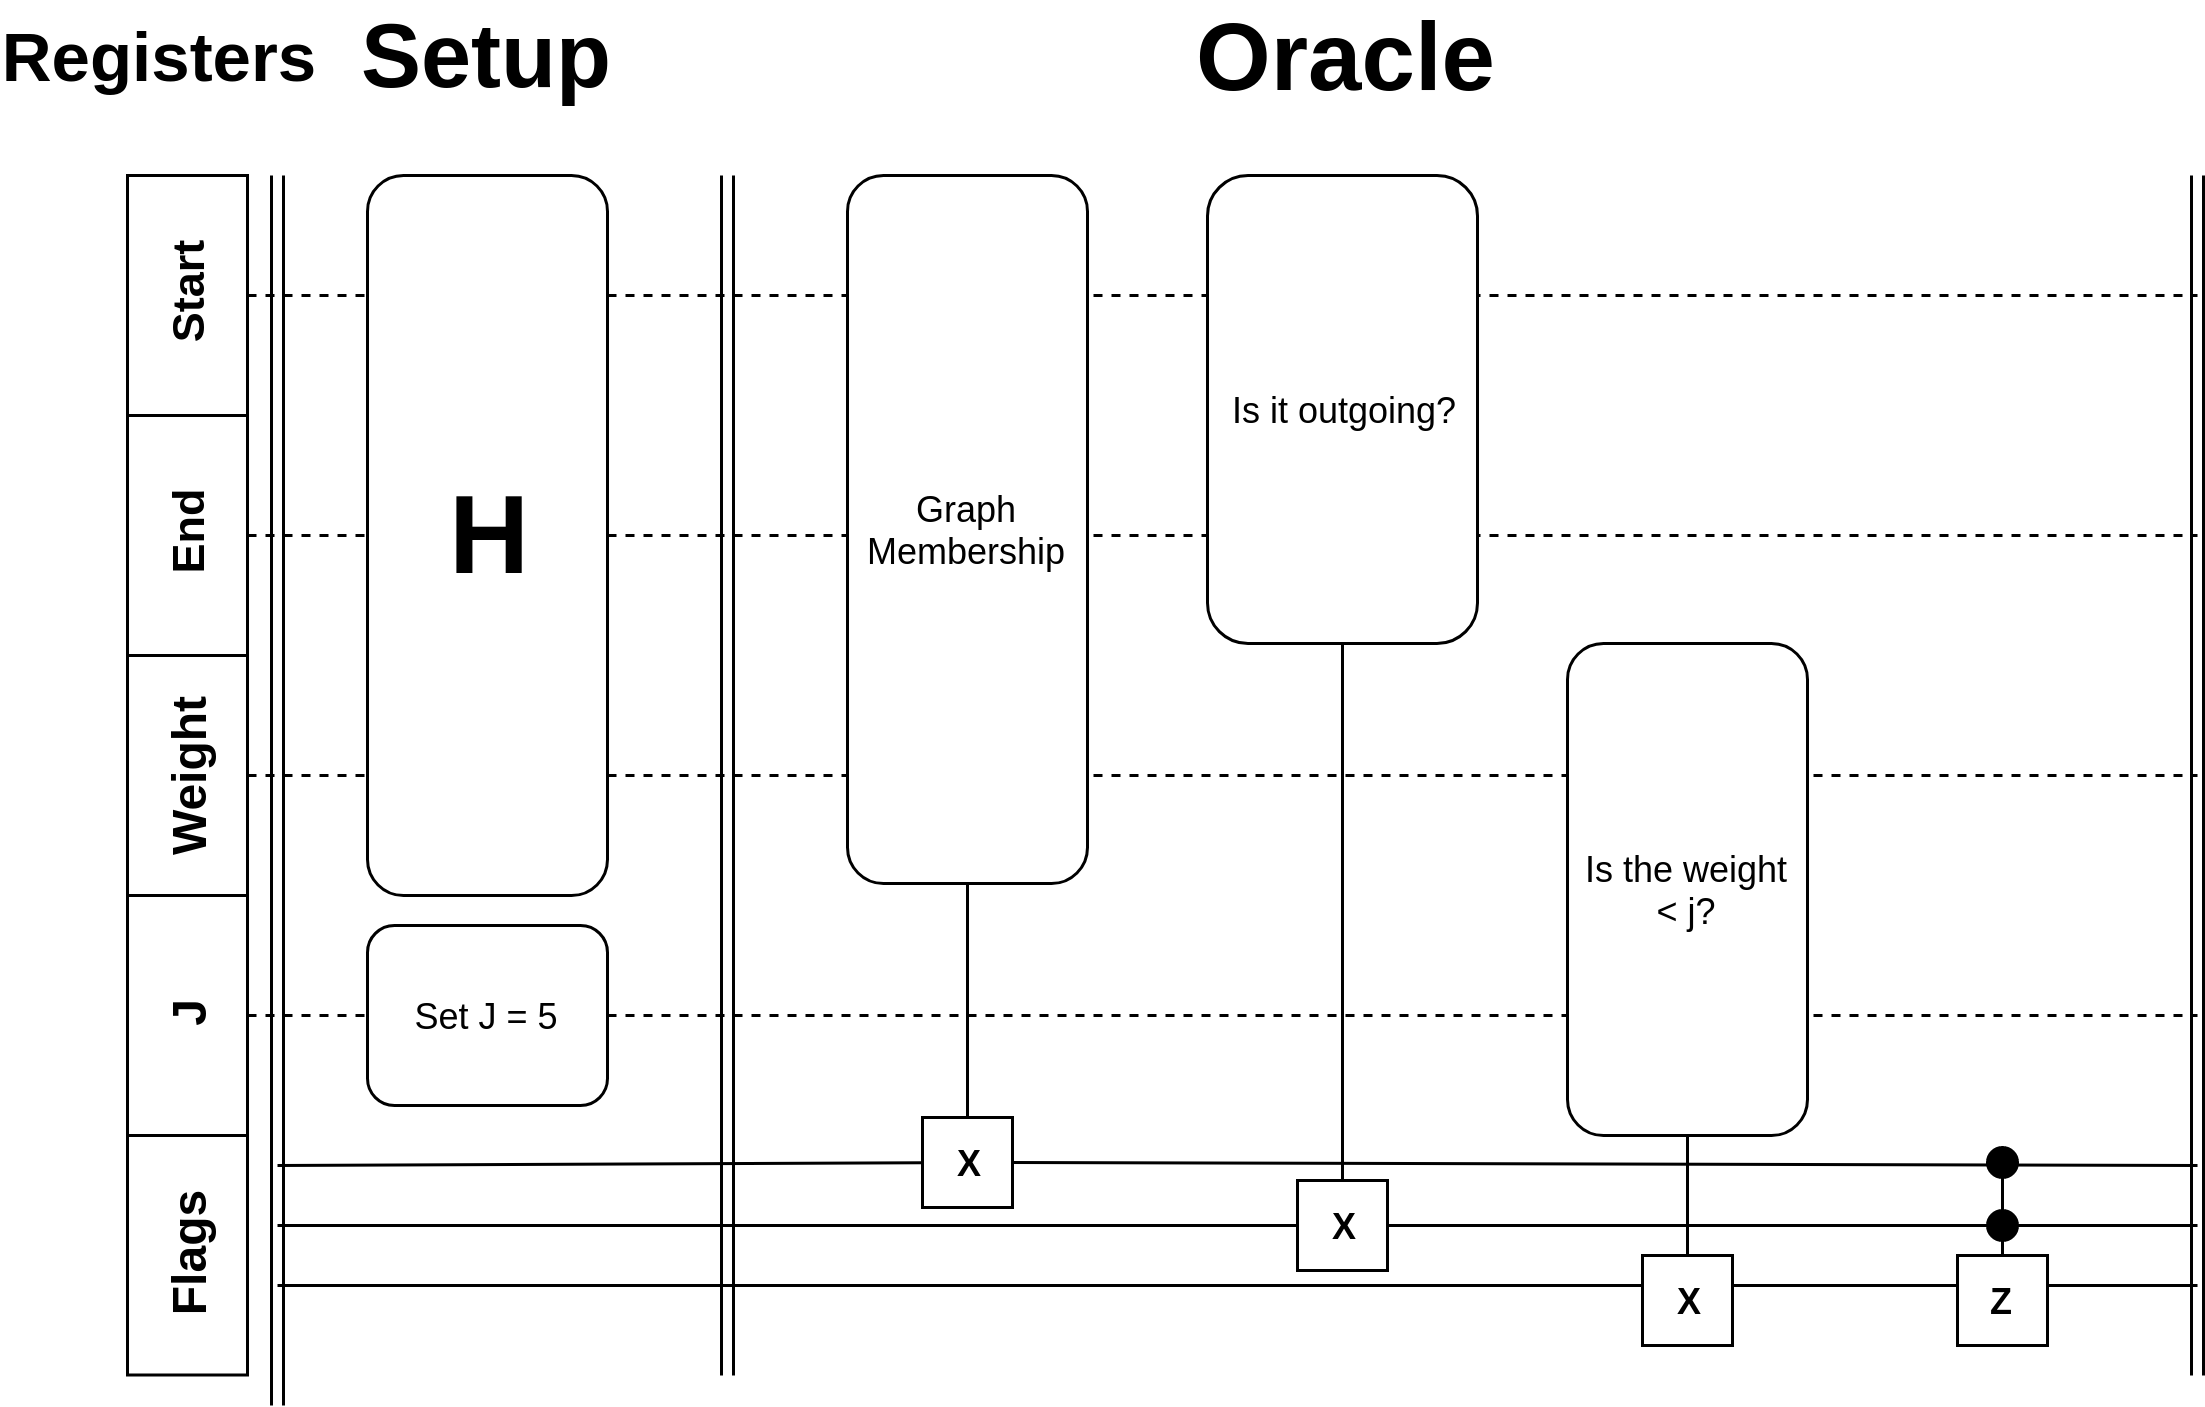 Registers
Setup
Oracle
Start
End
Weight
J
Flags
H
Set J = 5
Graph
Membership
Is it outgoing?
Is the weight
< j?
X
X
X
Z